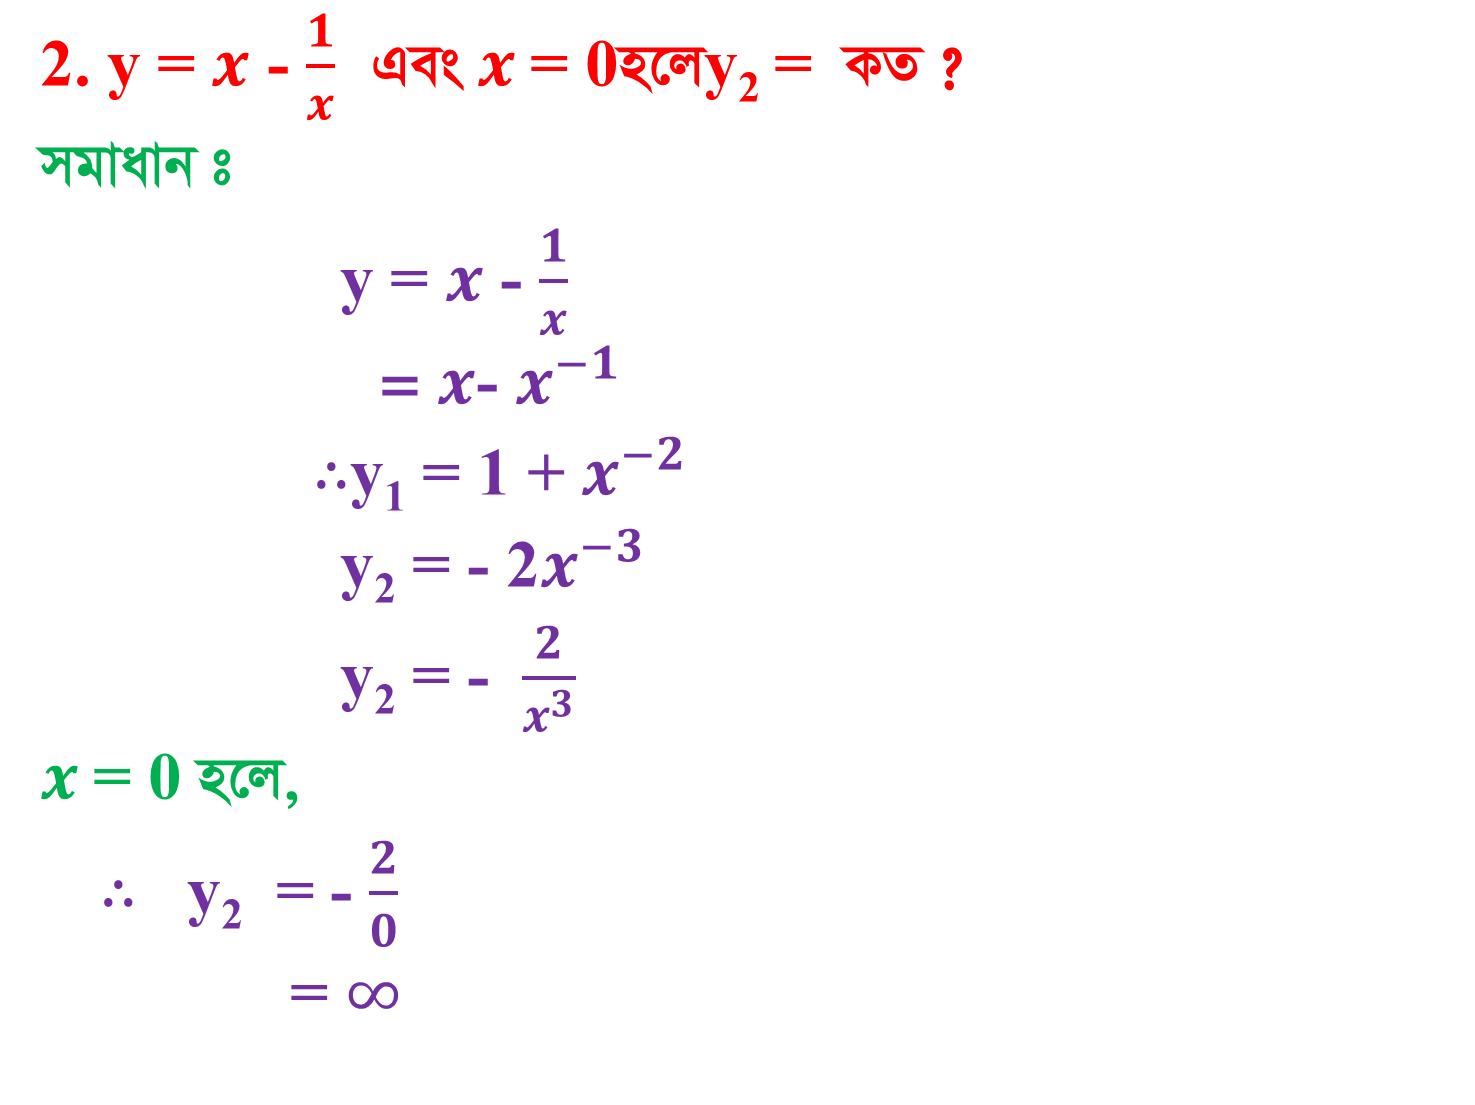 2. y = x - 1/x এবং x = 0হলেy₂ = কত ?
সমাধান ঃ
y = x - 1/x
= x- x⁻¹
∴y₁ = 1 + x⁻²
y₂ = - 2x⁻³
y₂ = - 2/x³
x = 0 হলে,
∴ y₂ = - 2/0
= ∞